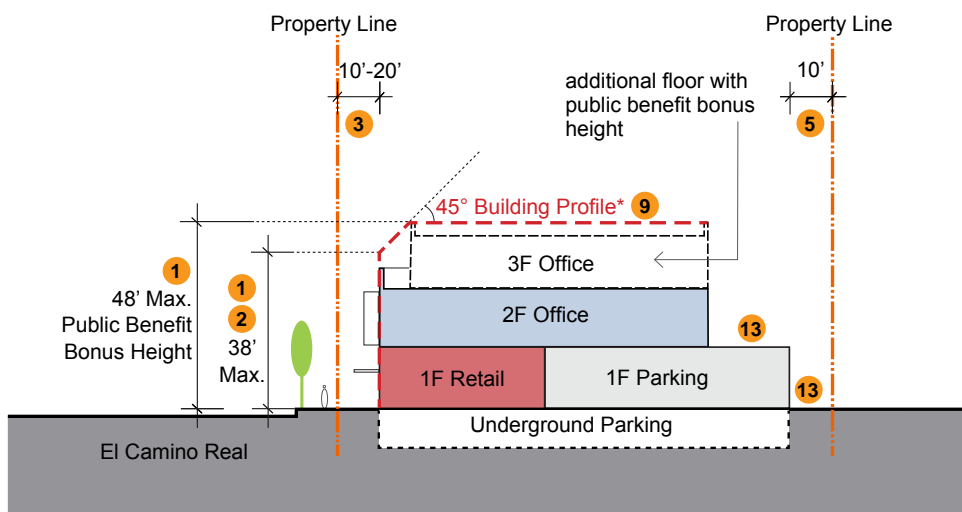 Property Line
Property Line
10’-20’
10’
3
5
additional floor with
public benefit bonus
height
45° Building Profile*
9
3F Office
1
48’ Max.
Public Benefit
Bonus Height
1
2
38’
Max.
2F Office
13
1F Retail
1F Parking
13
Underground Parking
El Camino Real